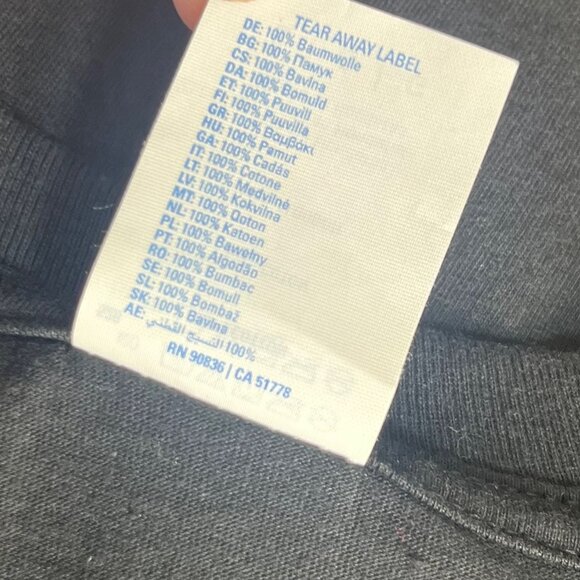 TEAR AWAY LABEL
DE: 100% Baumwolle
BG: 100% Памук
CS: 100% Bavlna
DA: 100% Bomuld
ET: 100% Puuvill
FI: 100% Puuvilla
GR: 100% Βαμβάκι
HU: 100% Pamut
GA: 100% Cadás
IT: 100% Cotone
LT: 100% Medvilnė
LV: 100% Kokvilna
MT: 100% Qoton
NL: 100% Katoen
PL: 100% Bawełny
PT: 100% Algodão
RO: 100% Bumbac
SE: 100% Bomull
SL: 100% Bombaž
SK: 100% Bavlna
AE: النسيج القطني 100%
RN 90836 | CA 51778